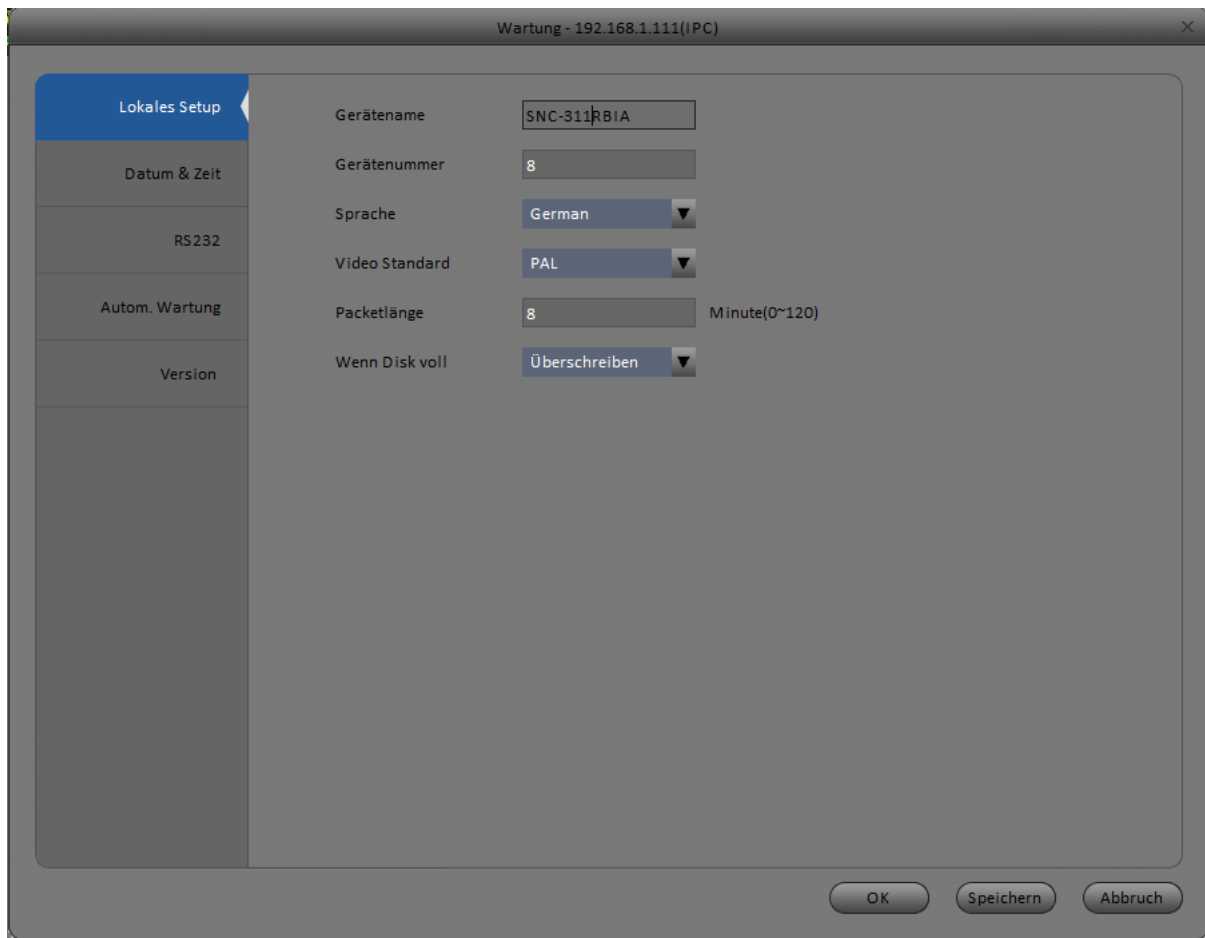 Wartung - 192.168.1.111(IPC)
Lokales Setup
Datum & Zeit
RS232
Autom. Wartung
Version
Gerätename SNC-311RBIA
Gerätenummer 8
Sprache German
Video Standard PAL
Packetlänge 8 Minute(0~120)
Wenn Disk voll Überschreiben
OK Speichern Abbruch